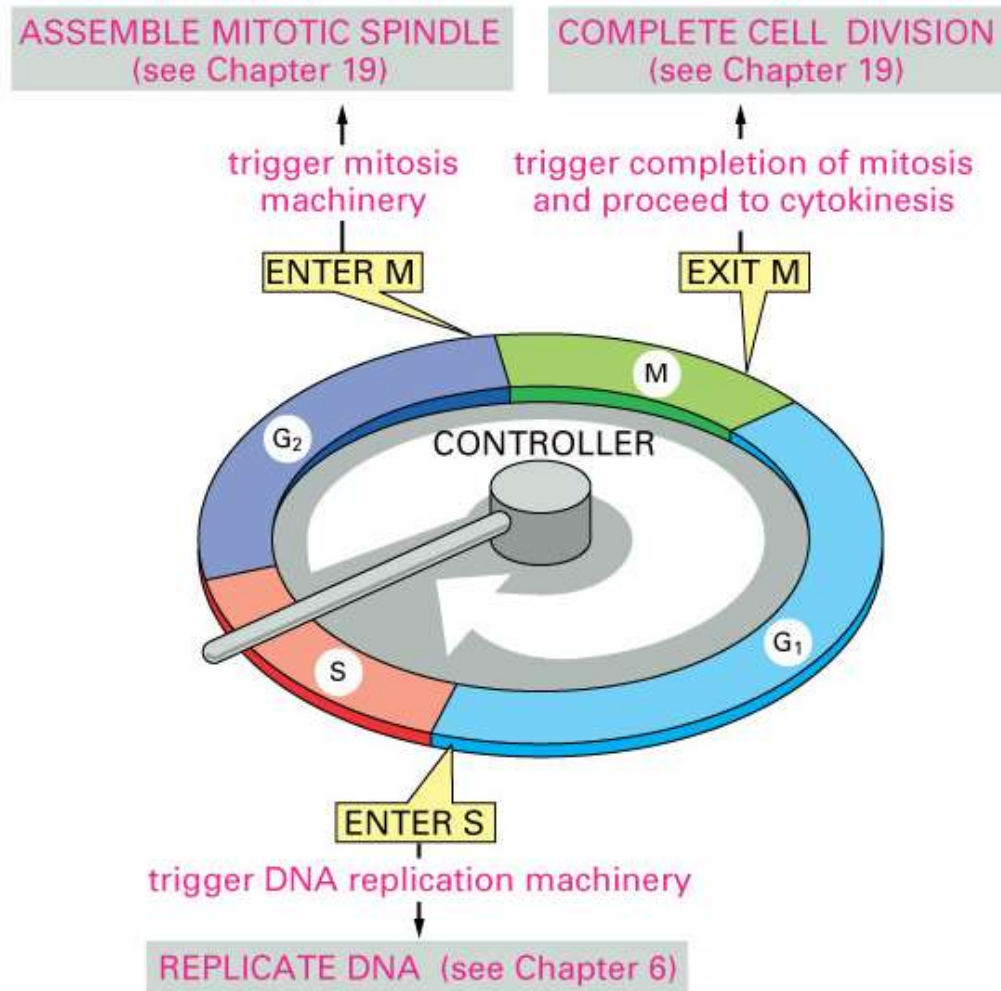 ASSEMBLE MITOTIC SPINDLE
(see Chapter 19)
COMPLETE CELL DIVISION
(see Chapter 19)
trigger mitosis
machinery
trigger completion of mitosis
and proceed to cytokinesis
ENTER M
EXIT M
M
G₂
CONTROLLER
G₁
S
ENTER S
trigger DNA replication machinery
REPLICATE DNA (see Chapter 6)